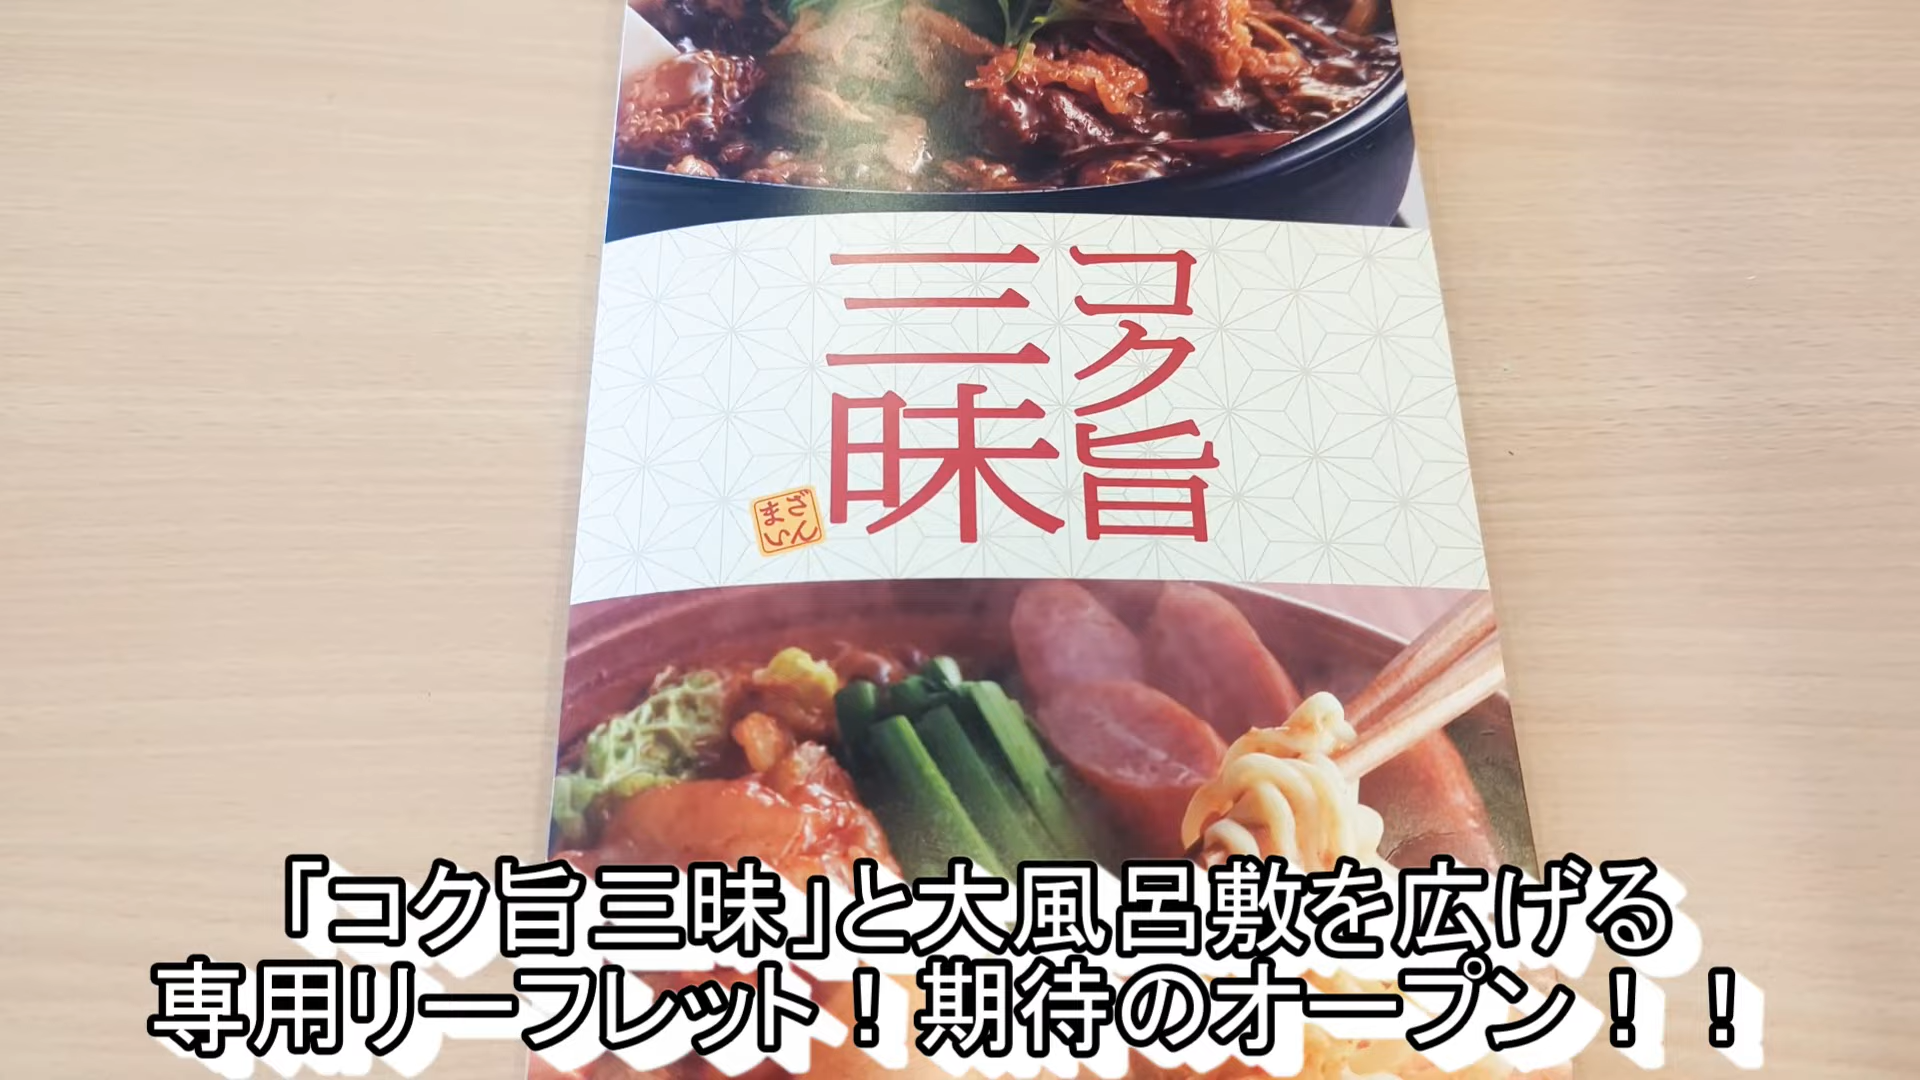 コク旨
三昧
ざん
まい
「コク旨三昧」と大風呂敷を広げる
専用リーフレット！期待のオープン！！